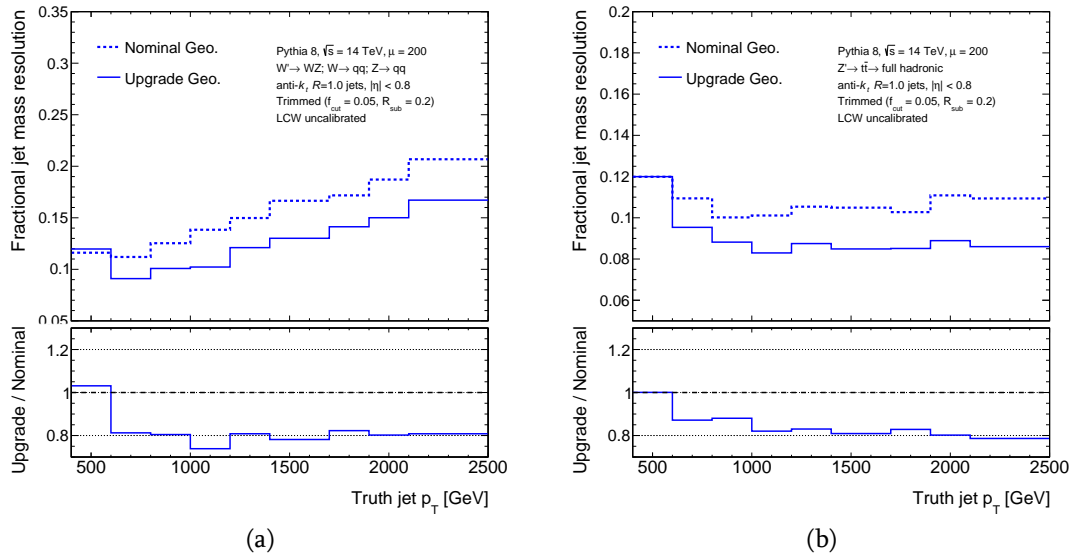 Fractional jet mass resolution
0.35
0.3
0.25
0.2
0.15
0.1
0.05
Nominal Geo.
Upgrade Geo.
Pythia 8, √s = 14 TeV, μ = 200
W'→ WZ; W→ qq; Z→ qq
anti-kt R=1.0 jets, |η| < 0.8
Trimmed (fcut = 0.05, Rsub = 0.2)
LCW uncalibrated
Upgrade / Nominal
1.2
1
0.8
500 1000 1500 2000 2500
Truth jet pT [GeV]
(a)
Fractional jet mass resolution
0.2
0.18
0.16
0.14
0.12
0.1
0.08
0.06
Nominal Geo.
Upgrade Geo.
Pythia 8, √s = 14 TeV, μ = 200
Z'→ tt̄→ full hadronic
anti-kt R=1.0 jets, |η| < 0.8
Trimmed (fcut = 0.05, Rsub = 0.2)
LCW uncalibrated
Upgrade / Nominal
1.2
1
0.8
500 1000 1500 2000 2500
Truth jet pT [GeV]
(b)